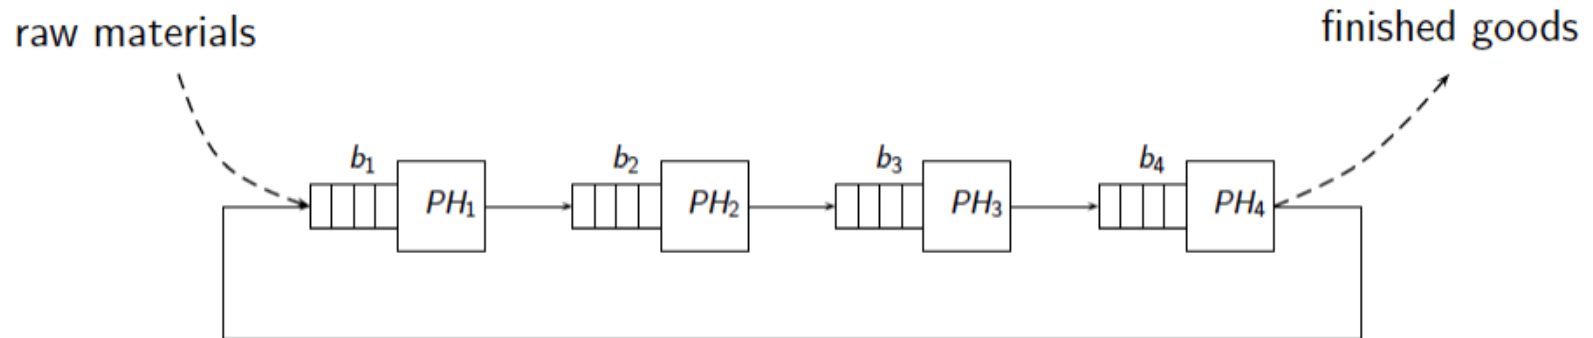 raw materials
finished goods
b₁ b₂ b₃ b₄
PH₁ PH₂ PH₃ PH₄